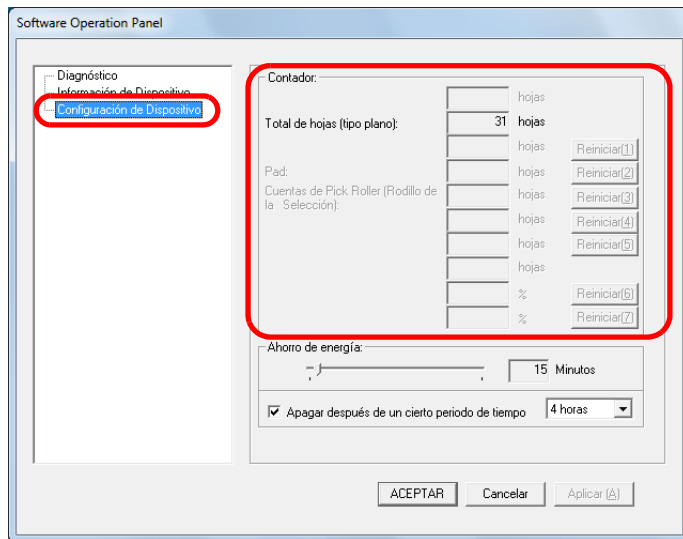 Software Operation Panel
Diagnóstico
Información de Dispositivo
Configuración de Dispositivo
Contador:
hojas
Total de hojas (tipo plano): 31 hojas
hojas Reiniciar(1)
Pad: hojas Reiniciar(2)
Cuentas de Pick Roller (Rodillo de la Selección): hojas Reiniciar(3)
hojas Reiniciar(4)
hojas Reiniciar(5)
hojas
% Reiniciar(6)
% Reiniciar(7)
Ahorro de energía:
15 Minutos
Apagar después de un cierto periodo de tiempo 4 horas
ACEPTAR Cancelar Aplicar (A)